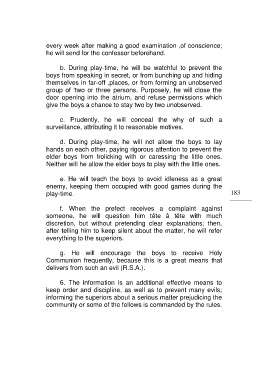 every week after making a good examination ,of conscience;
he will send for the confessor beforehand.
b. During play-time, he will be watchful to prevent the
boys from speaking in secret, or from bunching up and hiding
themselves in far-off ,places, or from forming an unobserved
group of 'two or three persons. Purposely, he will close the
door opening into the atrium, and refuse permissions which
give the boys a chance to stay two by two unobserved.
c. Prudently, he will conceal the why of such a
surveillance, attributing it to reasonable motives.
d. During play-time, he will not allow the boys to lay
hands on each other, paying rigorous attention to prevent the
elder boys from frolicking with or caressing the little ones.
Neither will he allow the elder boys to play with the little ones.
e. He will teach the boys to avoid idleness as a great
enemy, keeping them occupied with good games during the
play-time.
183
f. When the prefect receives a complaint against
someone, he will question him tête à tête with much
discretion, but without pretending clear explanations; then,
after telling him to keep silent about the matter, he will refer
everything to the superiors.
g. He will encourage the boys to receive Holy
Communion frequently, because this is a great means that
delivers from such an evil (R.S.A.).
6. The information is an additional effective means to
keep order and discipline, as well as to prevent many evils;
informing the superiors about a serious matter prejudicing the
community or some of the fellows is commanded by the rules.